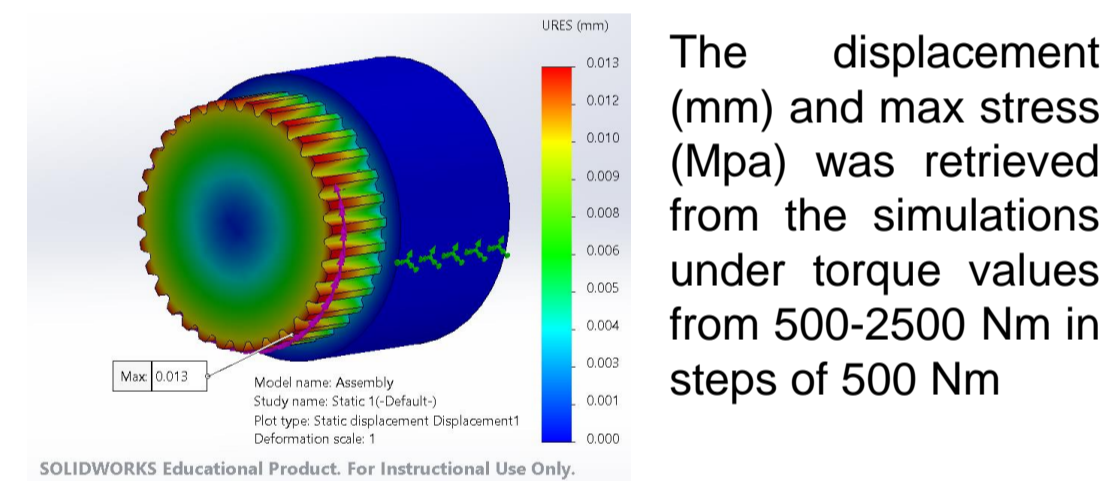 URES (mm)
0.013
0.012
0.010
0.009
0.008
0.006
0.005
0.004
0.003
0.001
0.000
Max: 0.013
Model name: Assembly
Study name: Static 1(-Default-)
Plot type: Static displacement Displacement1
Deformation scale: 1
SOLIDWORKS Educational Product. For Instructional Use Only.
The displacement
(mm) and max stress
(Mpa) was retrieved
from the simulations
under torque values
from 500-2500 Nm in
steps of 500 Nm